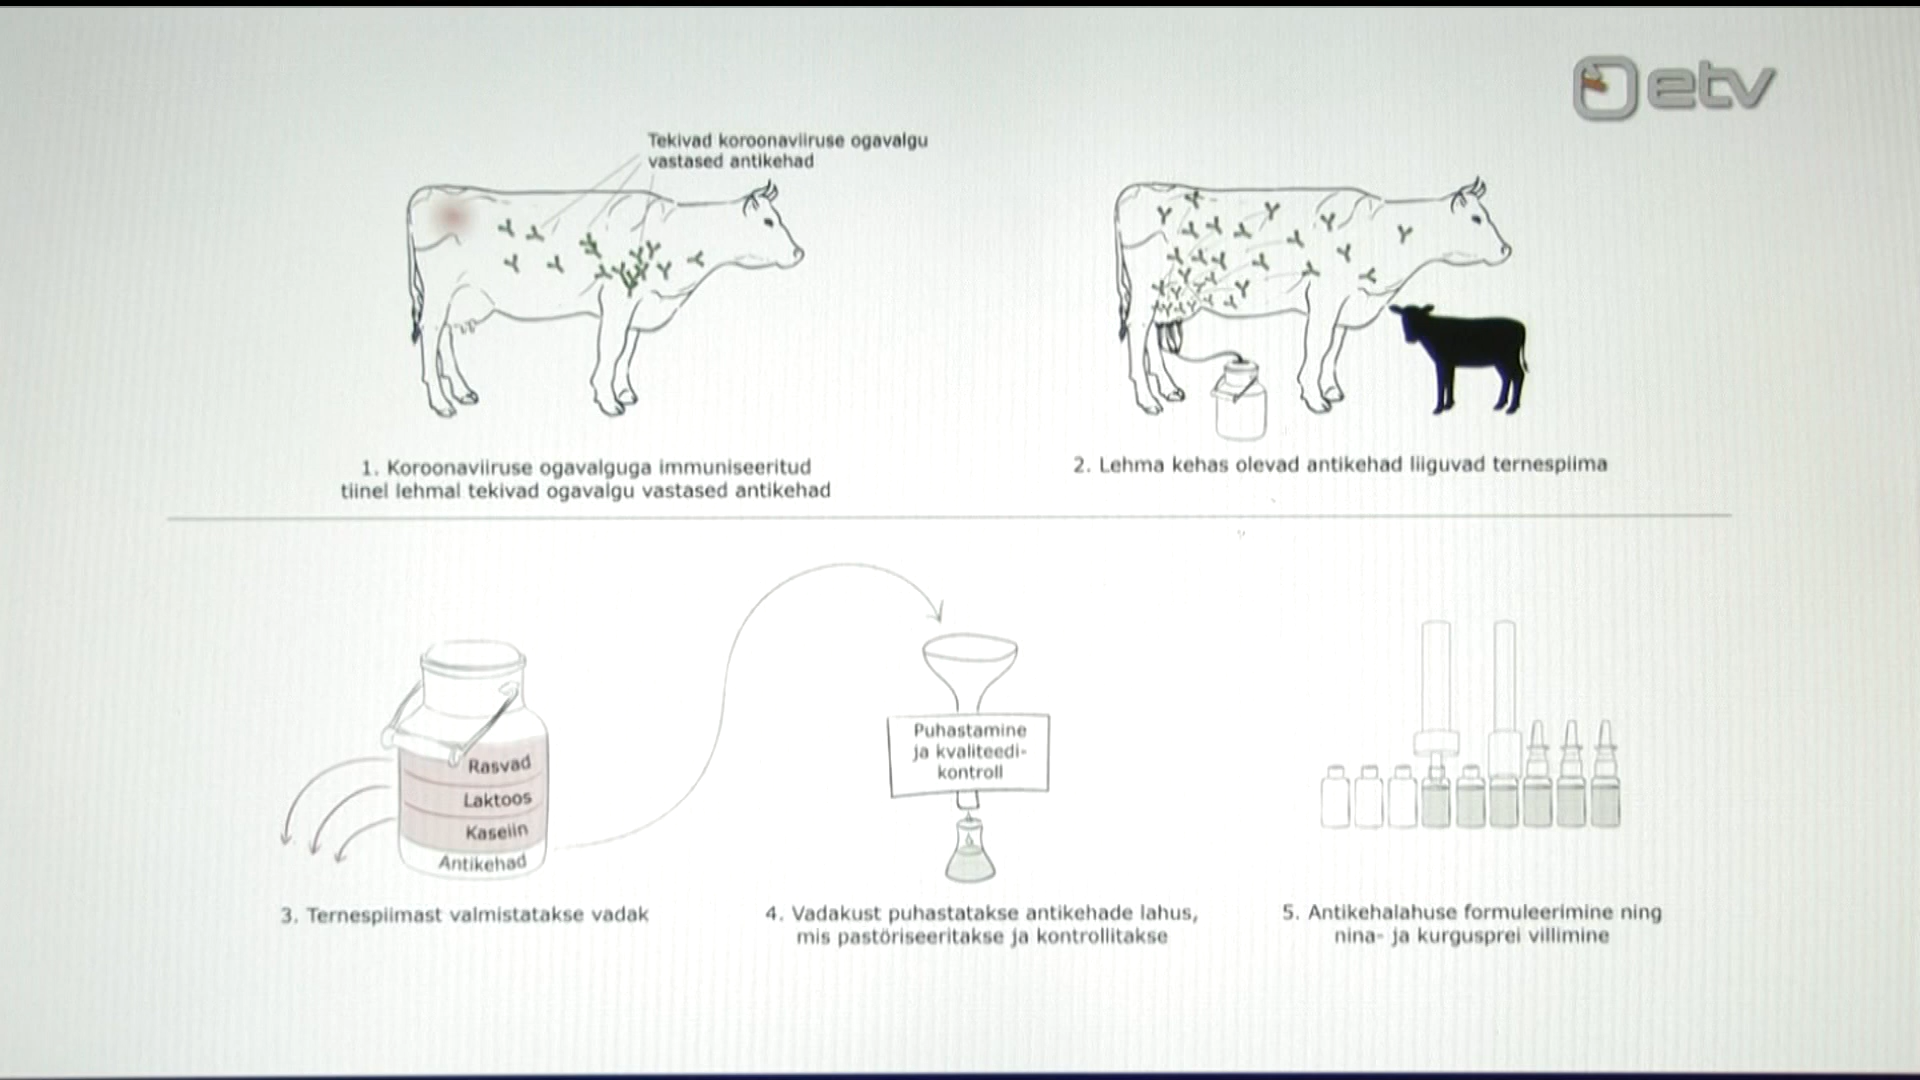 etv
Tekivad koroonaviiruse ogavalgu
vastased antikehad
1. Koroonaviiruse ogavalguga immuniseeritud
tiinel lehmal tekivad ogavalgu vastased antikehad
2. Lehma kehas olevad antikehad liiguvad ternespiima
Rasvad
Laktoos
Kaseiin
Antikehad
3. Ternespiimast valmistatakse vadak
Puhastamine
ja kvaliteedi-
kontroll
4. Vadakust puhastatakse antikehade lahus,
mis pastöriseeritakse ja kontrollitakse
5. Antikehalahuse formuleerimine ning
nina- ja kurgusprei villimine